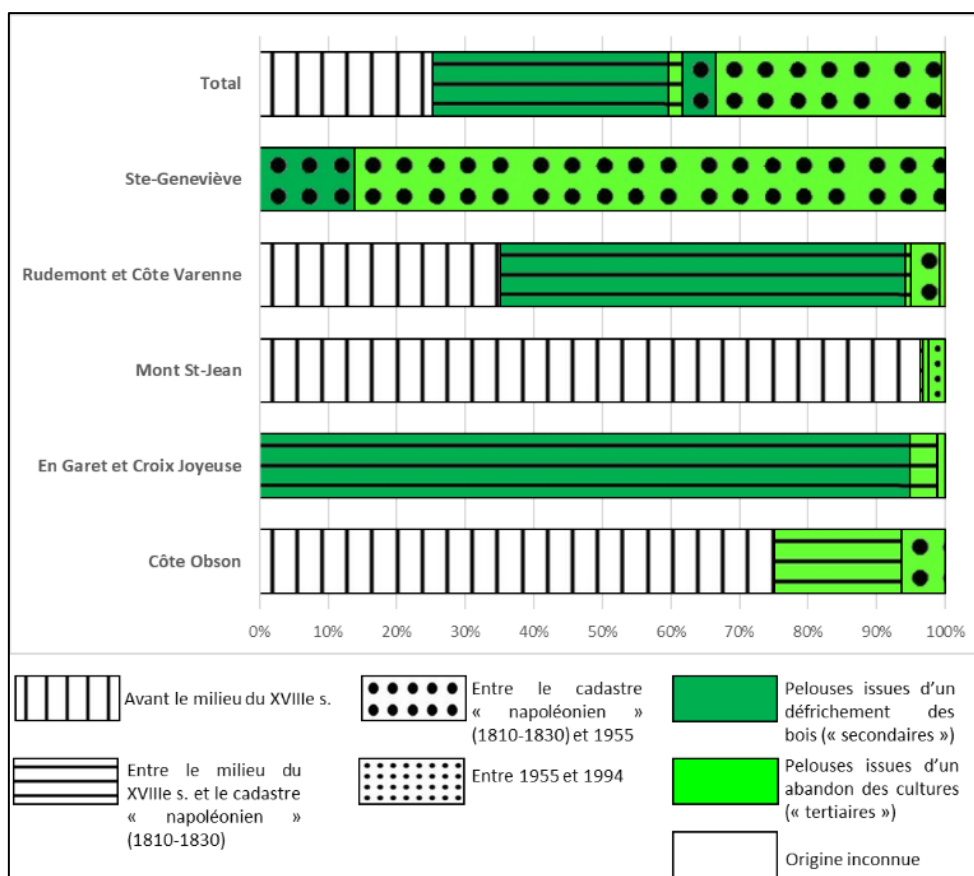 Total
Ste-Geneviève
Rudemont et Côte Varenne
Mont St-Jean
En Garet et Croix Joyeuse
Côte Obson
0% 10% 20% 30% 40% 50% 60% 70% 80% 90% 100%
Avant le milieu du XVIIIe s.
Entre le milieu du
XVIIIe s. et le cadastre
« napoléonien »
(1810-1830)
Entre le cadastre
« napoléonien »
(1810-1830) et 1955
Entre 1955 et 1994
Pelouses issues d'un
défrichement des
bois (« secondaires »)
Pelouses issues d'un
abandon des cultures
(« tertiaires »)
Origine inconnue